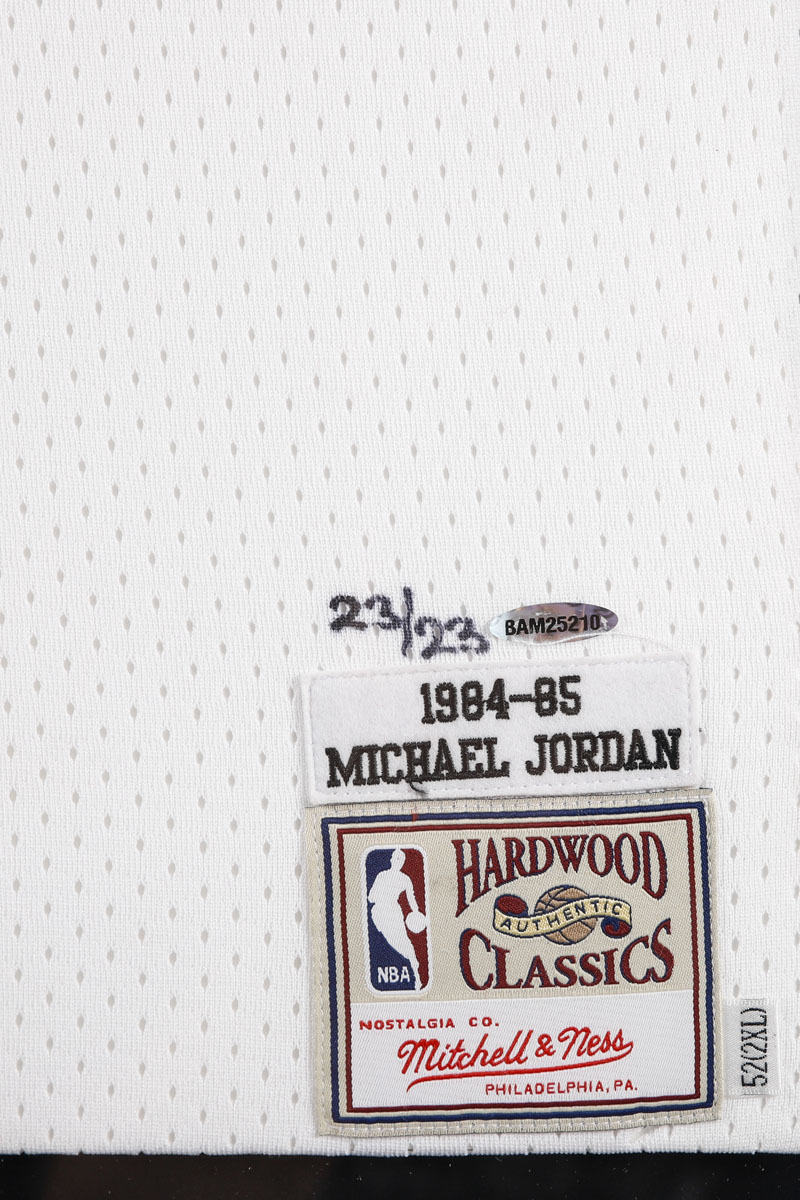 23/23 BAM25210
1984-85
MICHAEL JORDAN
HARDWOOD
AUTHENTIC
CLASSICS
NBA
NOSTALGIA CO.
Mitchell & Ness
PHILADELPHIA, PA.
52(2XL)